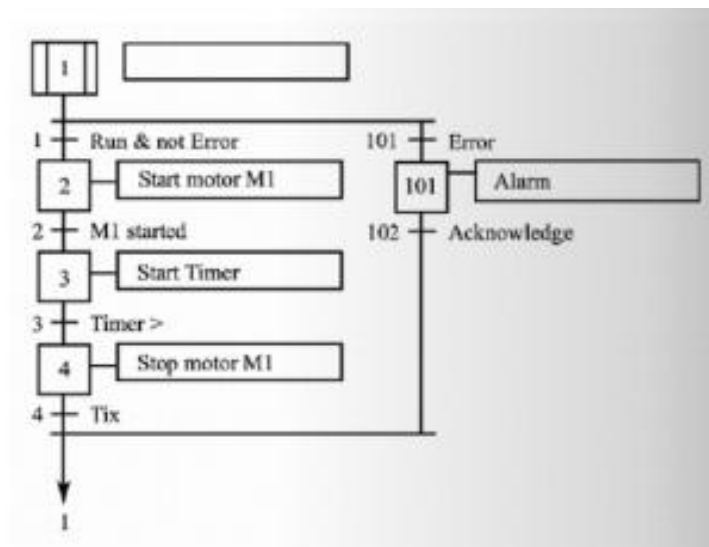 1
1 Run & not Error
101 Error
2 Start motor M1
101 Alarm
2 M1 started
102 Acknowledge
3 Start Timer
3 Timer >
4 Stop motor M1
4 Tix
1